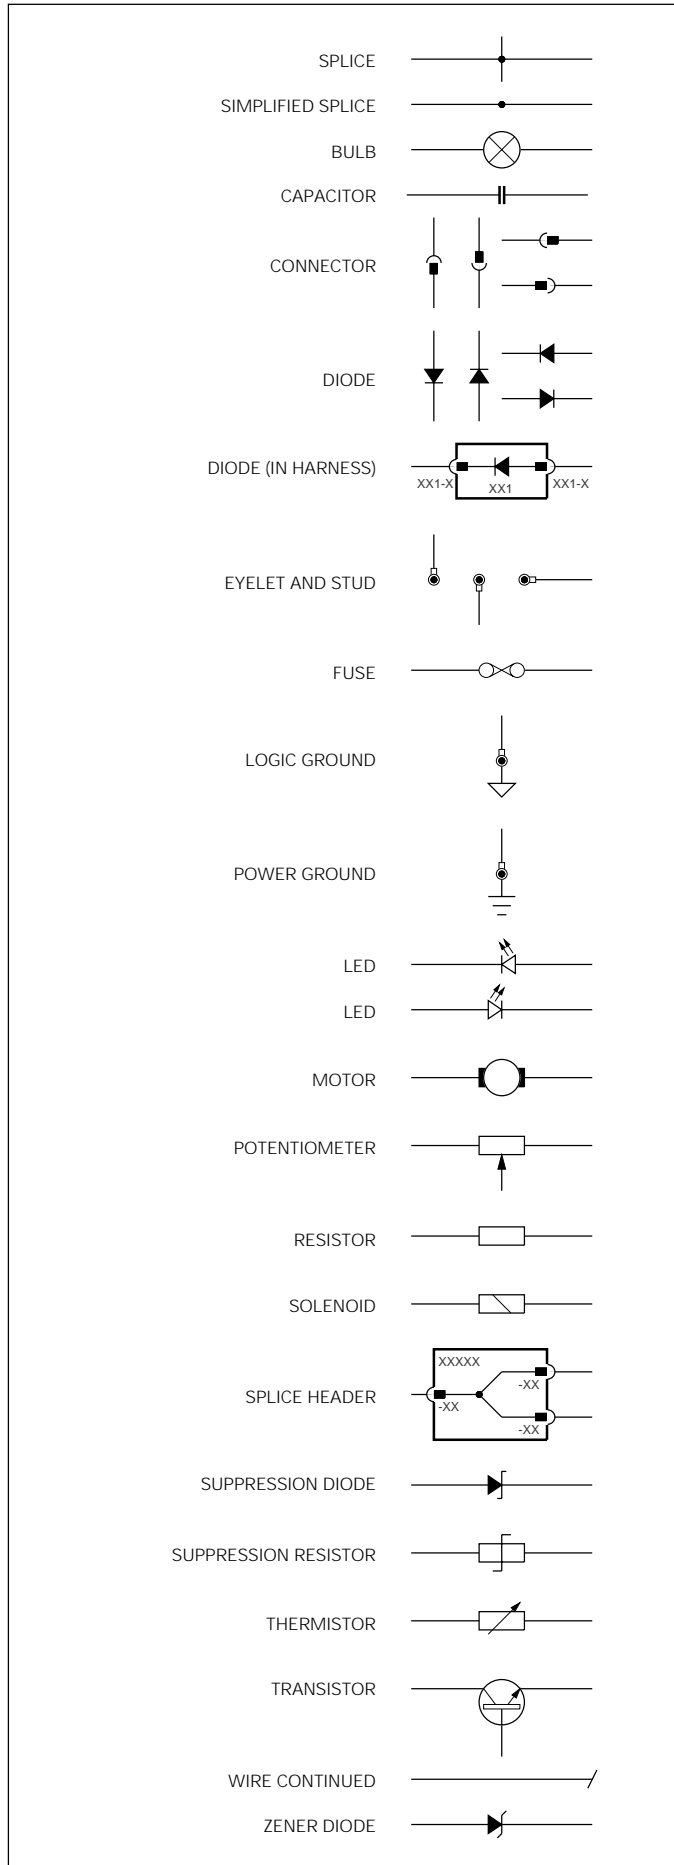 SPLICE
SIMPLIFIED SPLICE
BULB
CAPACITOR
CONNECTOR
DIODE
DIODE (IN HARNESS)
XX1-X XX1 XX1-X
EYELET AND STUD
FUSE
LOGIC GROUND
POWER GROUND
LED
LED
MOTOR
POTENTIOMETER
RESISTOR
SOLENOID
XXXXX
-XX
SPLICE HEADER
-XX
-XX
SUPPRESSION DIODE
SUPPRESSION RESISTOR
THERMISTOR
TRANSISTOR
WIRE CONTINUED
ZENER DIODE